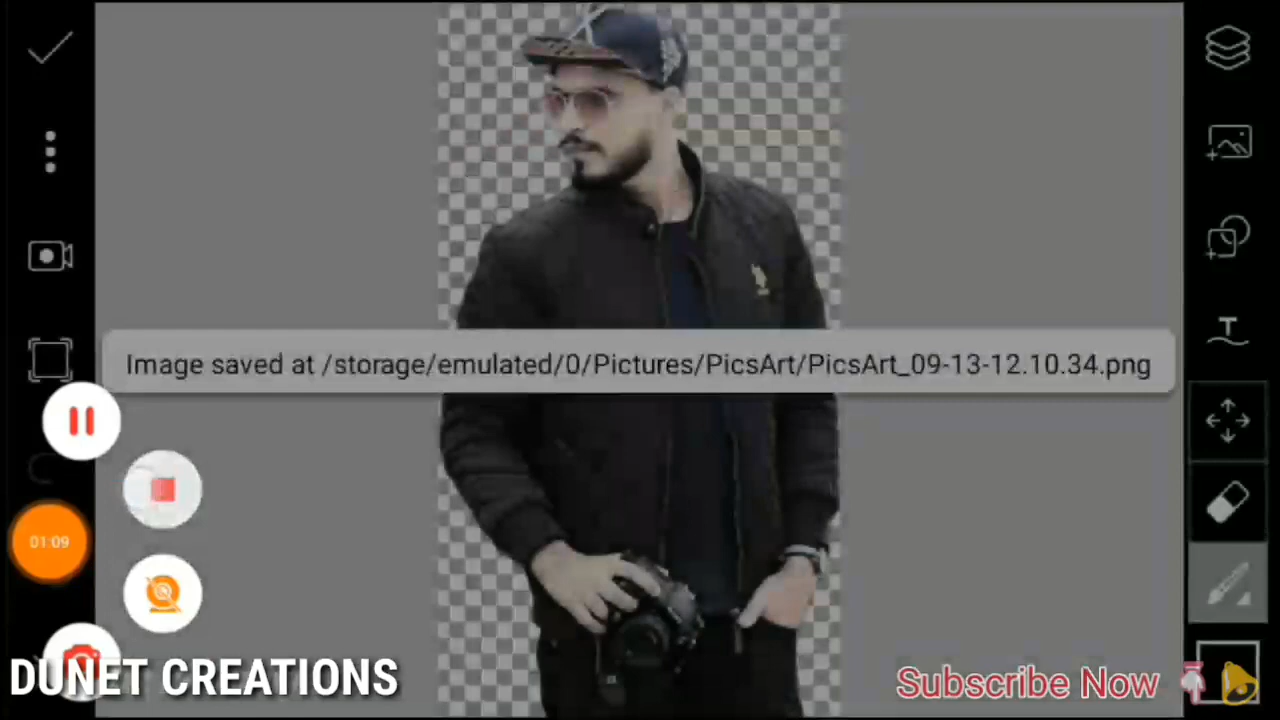 T
Image saved at /storage/emulated/0/Pictures/PicsArt/PicsArt_09-13-12.10.34.png
01:09
DUNET CREATIONS
Subscribe Now